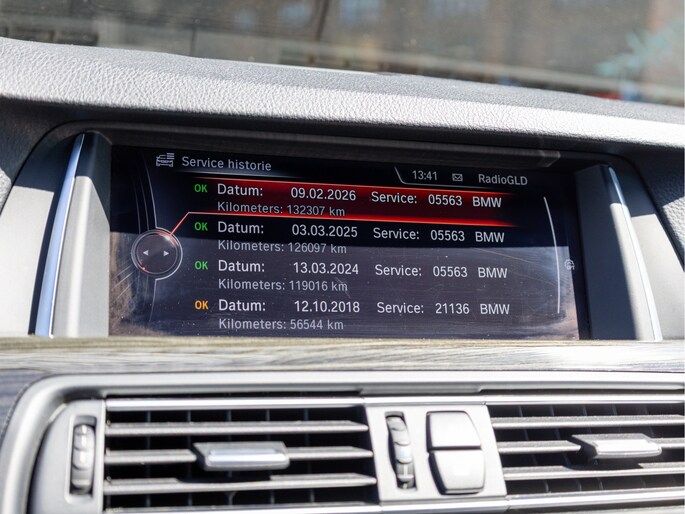 Service historie
13:41 RadioGLD
OK Datum: 09.02.2026 Service: 05563 BMW
Kilometers: 132307 km
OK Datum: 03.03.2025 Service: 05563 BMW
Kilometers: 126097 km
OK Datum: 13.03.2024 Service: 05563 BMW
Kilometers: 119016 km
OK Datum: 12.10.2018 Service: 21136 BMW
Kilometers: 56544 km